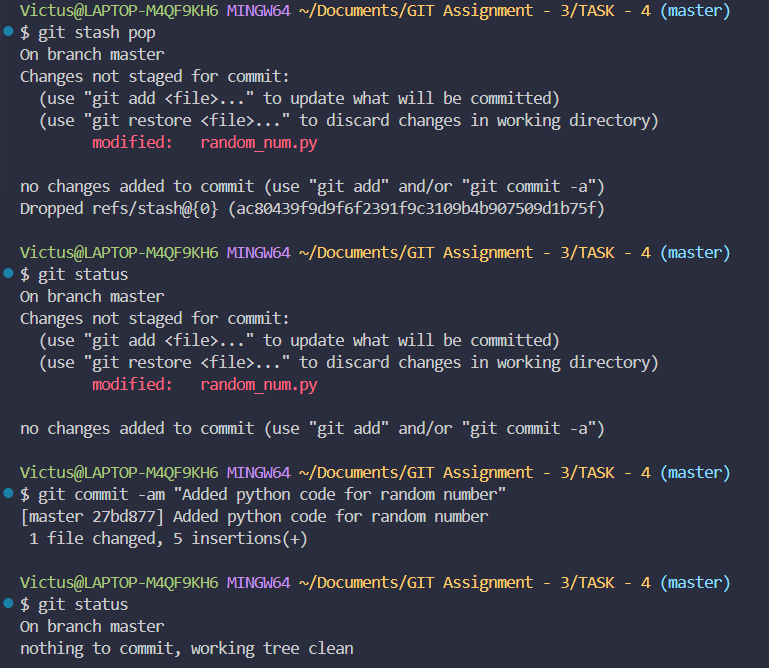 Victus@LAPTOP-M4QF9KH6 MINGW64 ~/Documents/GIT Assignment - 3/TASK - 4 (master)
$ git stash pop
On branch master
Changes not staged for commit:
  (use "git add <file>..." to update what will be committed)
  (use "git restore <file>..." to discard changes in working directory)
        modified:   random_num.py

no changes added to commit (use "git add" and/or "git commit -a")
Dropped refs/stash@{0} (ac80439f9d9f6f2391f9c3109b4b907509d1b75f)

Victus@LAPTOP-M4QF9KH6 MINGW64 ~/Documents/GIT Assignment - 3/TASK - 4 (master)
$ git status
On branch master
Changes not staged for commit:
  (use "git add <file>..." to update what will be committed)
  (use "git restore <file>..." to discard changes in working directory)
        modified:   random_num.py

no changes added to commit (use "git add" and/or "git commit -a")

Victus@LAPTOP-M4QF9KH6 MINGW64 ~/Documents/GIT Assignment - 3/TASK - 4 (master)
$ git commit -am "Added python code for random number"
[master 27bd877] Added python code for random number
 1 file changed, 5 insertions(+)

Victus@LAPTOP-M4QF9KH6 MINGW64 ~/Documents/GIT Assignment - 3/TASK - 4 (master)
$ git status
On branch master
nothing to commit, working tree clean